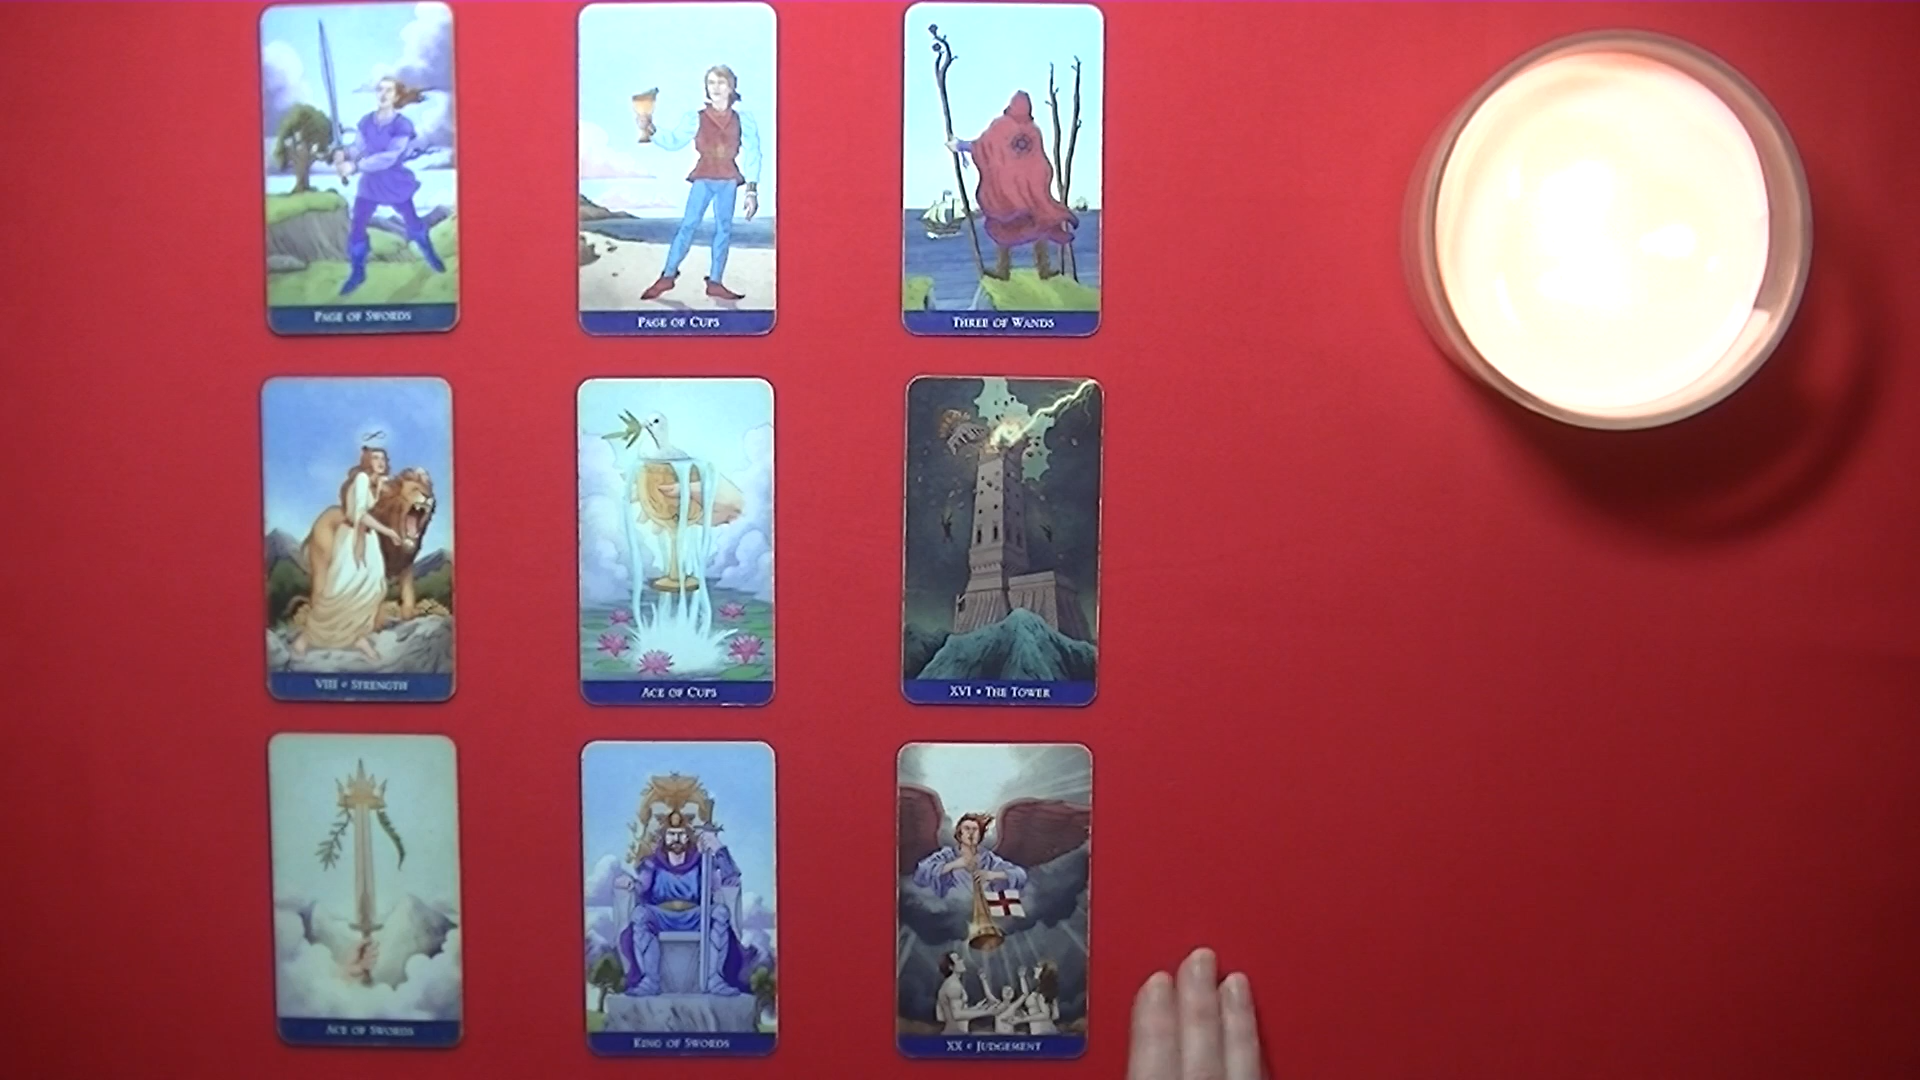 PAGE OF SWORDS
PAGE OF CUPS
THREE OF WANDS
VIII • STRENGTH
ACE OF CUPS
XVI • THE TOWER
ACE OF SWORDS
KING OF SWORDS
XX • JUDGEMENT